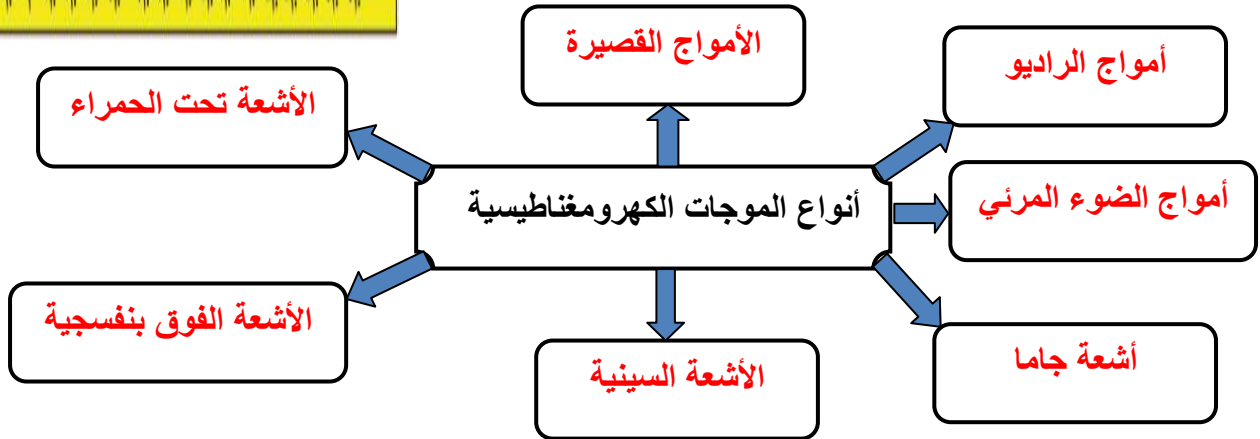 الأمواج القصيرة
أمواج الراديو
الأشعة تحت الحمراء
أنواع الموجات الكهرومغناطيسية
أمواج الضوء المرئي
الأشعة الفوق بنفسجية
أشعة جاما
الأشعة السينية